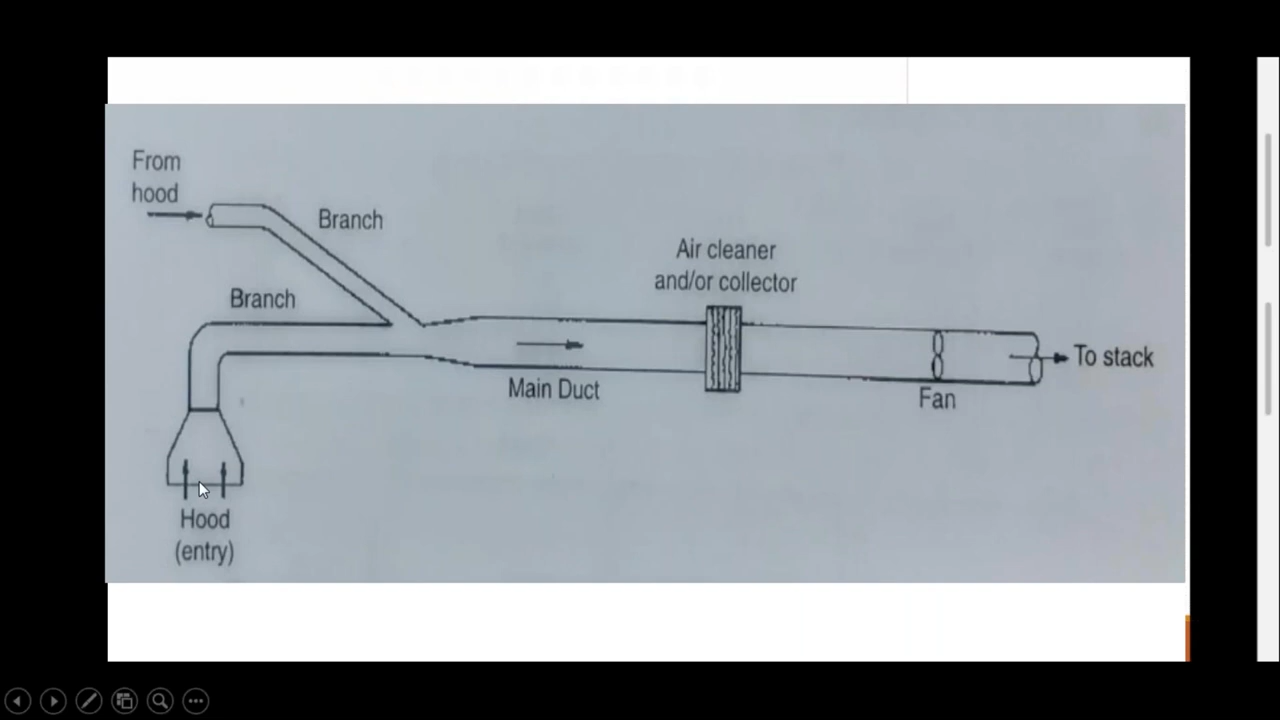 From
hood
Branch
Branch
Air cleaner
and/or collector
Main Duct
Fan
To stack
Hood
(entry)